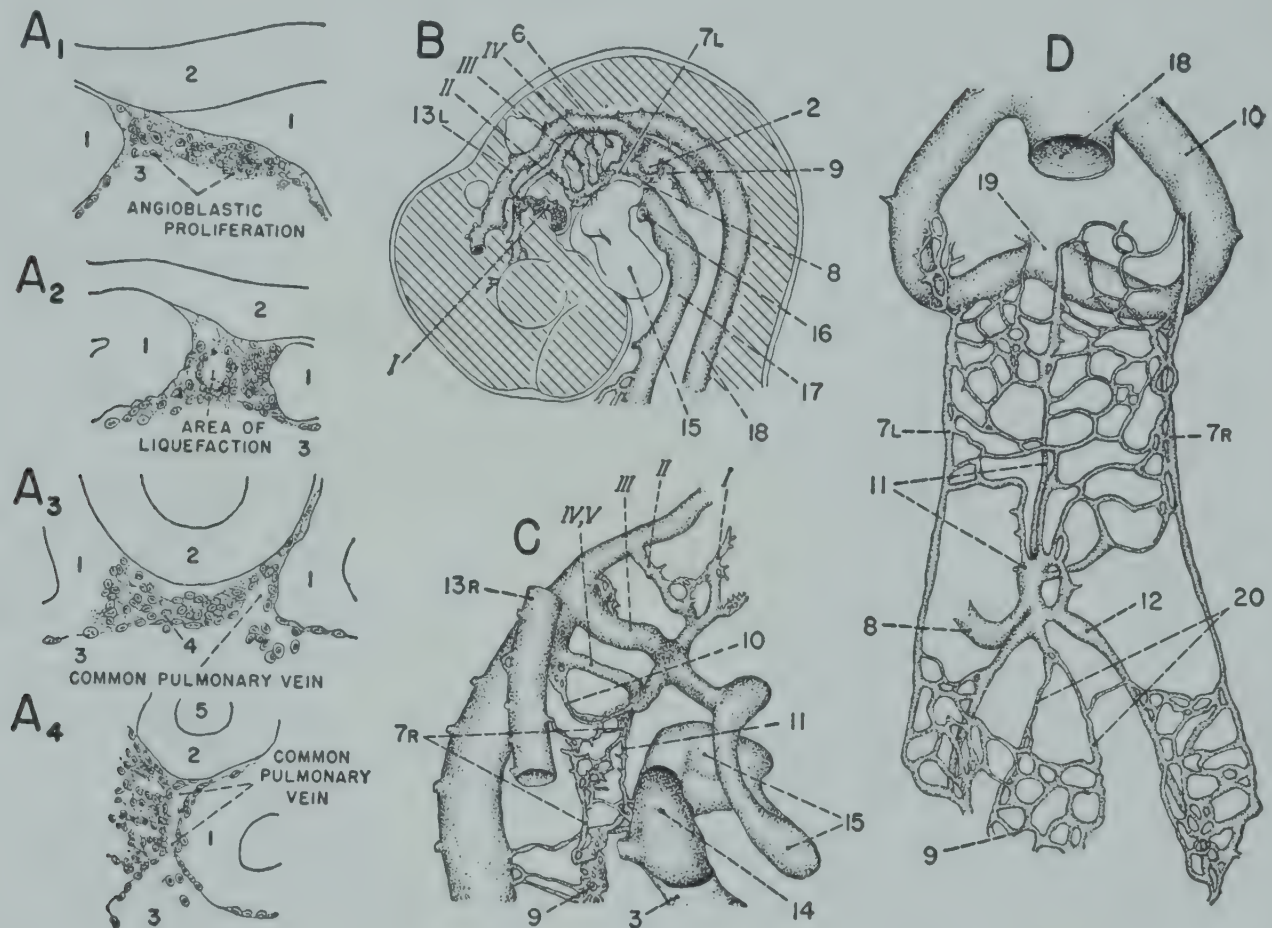 A1
2
1
1
3
ANGIOBLASTIC
PROLIFERATION
A2
2
1
1
AREA OF
LIQUEFACTION
3
A3
1
2
1
3
4
COMMON PULMONARY VEIN
A4
5
2
COMMON
PULMONARY
VEIN
1
3
B
6
7L
IV
III
II
13L
2
9
8
16
17
I
15
18
C
II
I
III
IV, V
13R
10
7R
11
15
9
3
14
D
18
10
19
7L
7R
11
12
20
8
9